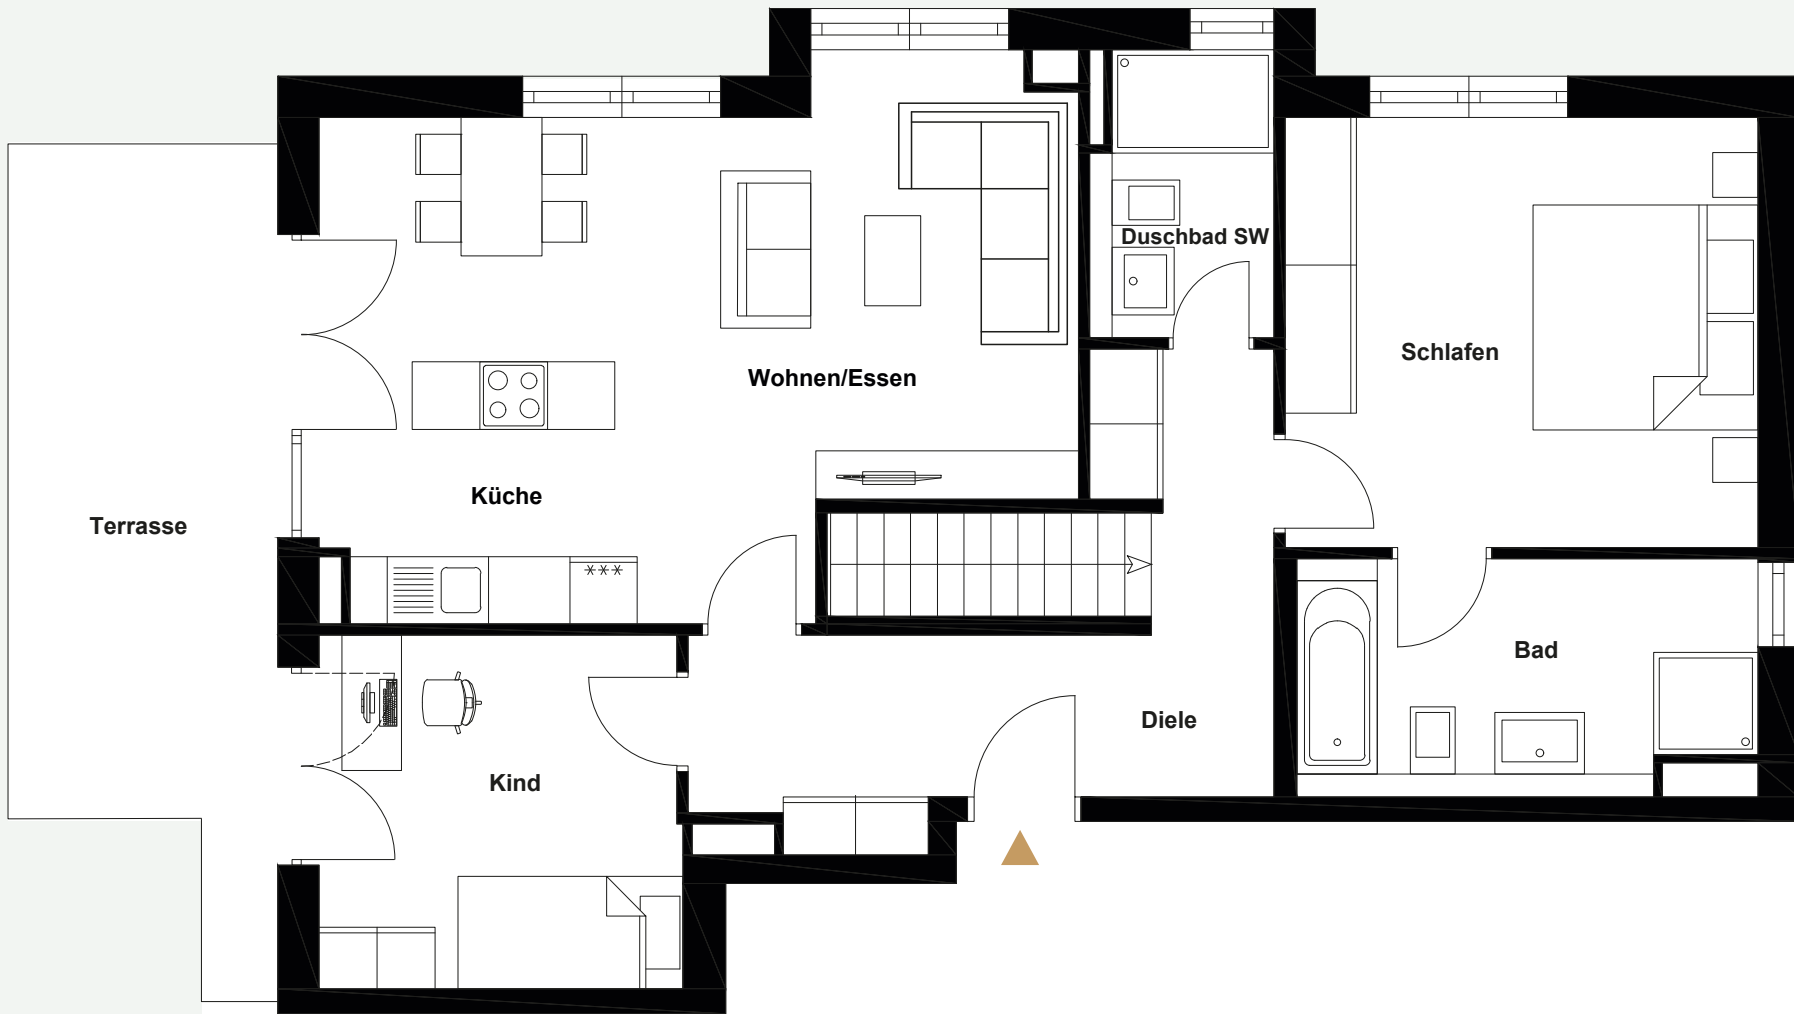 Duschbad SW
Schlafen
Wohnen/Essen
Küche
Terrasse
Bad
Diele
Kind